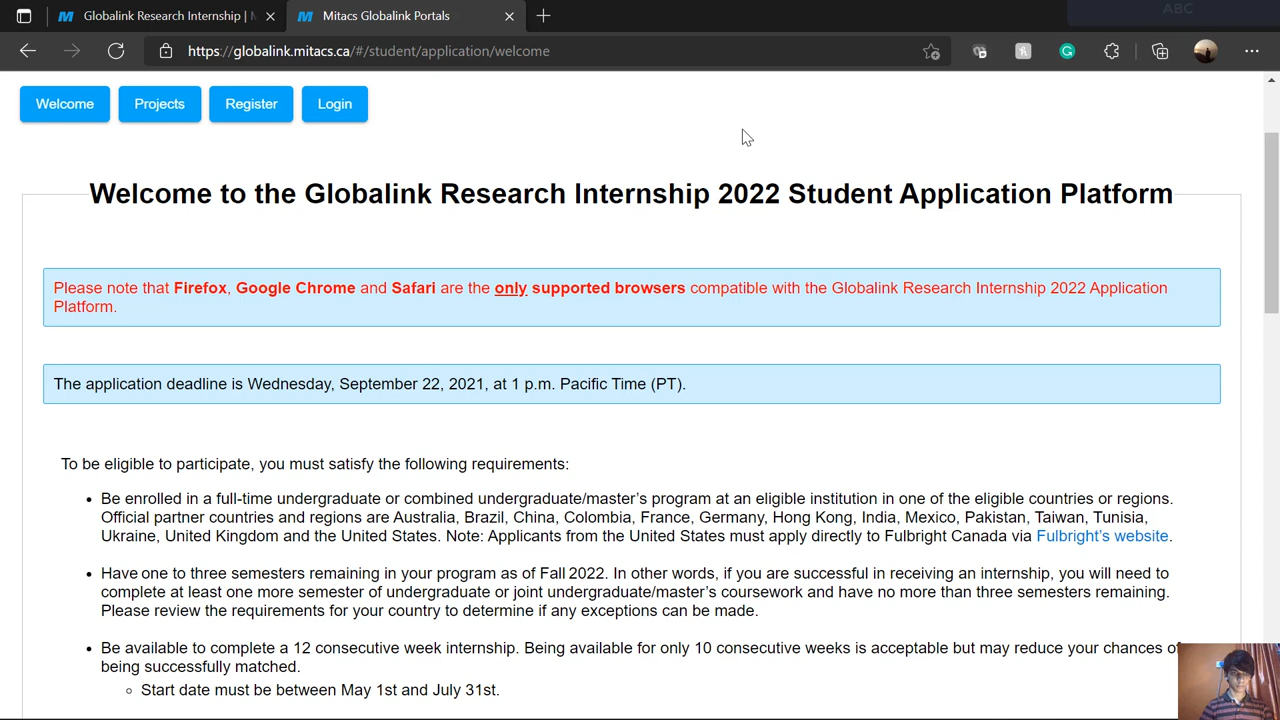 Globalink Research Internship | M
Mitacs Globalink Portals
ABC
https://globalink.mitacs.ca/#/student/application/welcome
Welcome Projects Register Login
Welcome to the Globalink Research Internship 2022 Student Application Platform
Please note that Firefox, Google Chrome and Safari are the only supported browsers compatible with the Globalink Research Internship 2022 Application
Platform.
The application deadline is Wednesday, September 22, 2021, at 1 p.m. Pacific Time (PT).
To be eligible to participate, you must satisfy the following requirements:
• Be enrolled in a full-time undergraduate or combined undergraduate/master's program at an eligible institution in one of the eligible countries or regions.
Official partner countries and regions are Australia, Brazil, China, Colombia, France, Germany, Hong Kong, India, Mexico, Pakistan, Taiwan, Tunisia,
Ukraine, United Kingdom and the United States. Note: Applicants from the United States must apply directly to Fulbright Canada via Fulbright's website.
• Have one to three semesters remaining in your program as of Fall 2022. In other words, if you are successful in receiving an internship, you will need to
complete at least one more semester of undergraduate or joint undergraduate/master's coursework and have no more than three semesters remaining.
Please review the requirements for your country to determine if any exceptions can be made.
• Be available to complete a 12 consecutive week internship. Being available for only 10 consecutive weeks is acceptable but may reduce your chances of
being successfully matched.
○ Start date must be between May 1st and July 31st.